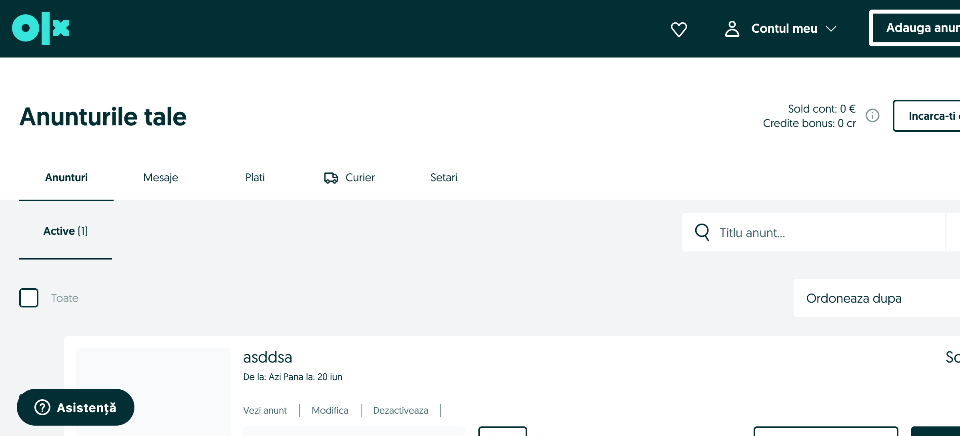 olx
Contul meu
Adauga anun
Anunturile tale
Sold cont: 0 €
Credite bonus: 0 cr
Incarca-ti
Anunturi
Mesaje
Plati
Curier
Setari
Active (1)
Titlu anunt...
Toate
Ordoneaza dupa
asddsa
De la: Azi Pana la: 20 iun
Vezi anunt
Modifica
Dezactiveaza
Asistență